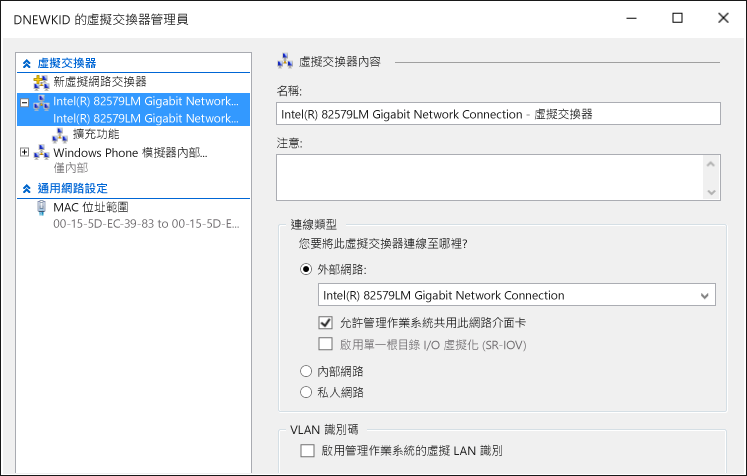 DNEWKID 的虛擬交換器管理員
虛擬交換器
新虛擬網路交換器
Intel(R) 82579LM Gigabit Network...
Intel(R) 82579LM Gigabit Network...
擴充功能
Windows Phone 模擬器內部...
僅內部
通用網路設定
MAC 位址範圍
00-15-5D-EC-39-83 to 00-15-5D-E...
虛擬交換器內容
名稱:
Intel(R) 82579LM Gigabit Network Connection - 虛擬交換器
注意:
連線類型
您要將此虛擬交換器連線至哪裡?
外部網路:
Intel(R) 82579LM Gigabit Network Connection
允許管理作業系統共用此網路介面卡
啟用單一根目錄 I/O 虛擬化 (SR-IOV)
內部網路
私人網路
VLAN 識別碼
啟用管理作業系統的虛擬 LAN 識別